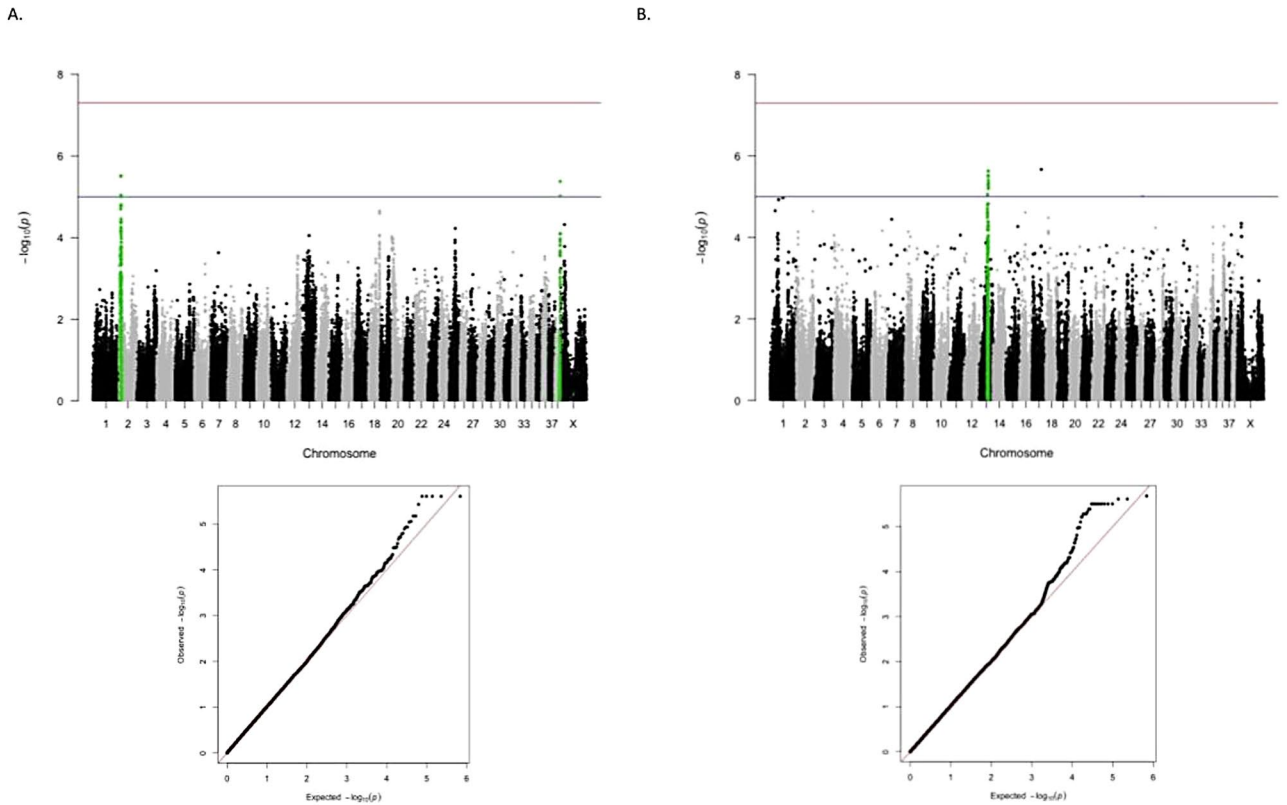 A.
B.
8
6
4
2
0
−log10(p)
1 2 3 4 5 6 7 8 10 12 14 16 18 20 22 24 27 30 33 37 X
Chromosome
8
6
4
2
0
−log10(p)
1 2 3 4 5 6 7 8 10 12 14 16 18 20 22 24 27 30 33 37 X
Chromosome
5
4
3
2
1
0
Observed −log10(p)
0 1 2 3 4 5 6
Expected −log10(p)
5
4
3
2
1
0
Observed −log10(p)
0 1 2 3 4 5 6
Expected −log10(p)